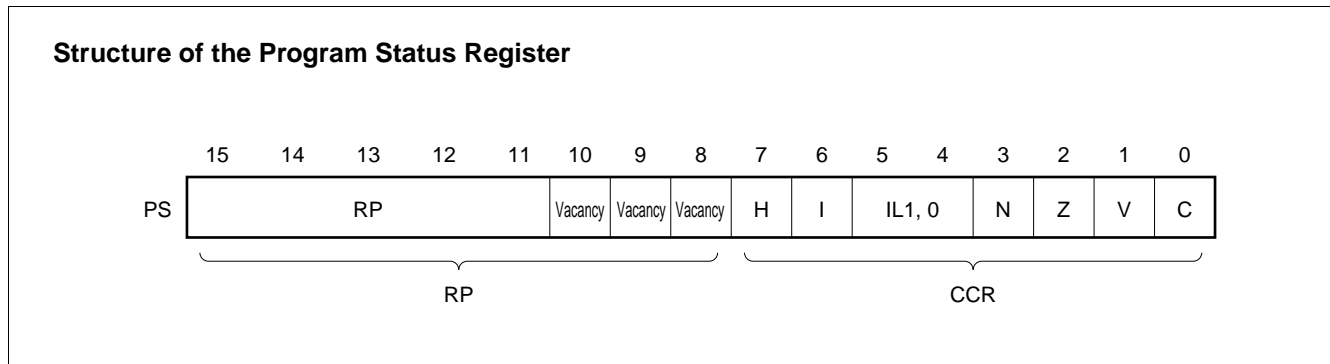 Structure of the Program Status Register
15 14 13 12 11 10 9 8 7 6 5 4 3 2 1 0
PS RP Vacancy Vacancy Vacancy H I IL1, 0 N Z V C
RP CCR